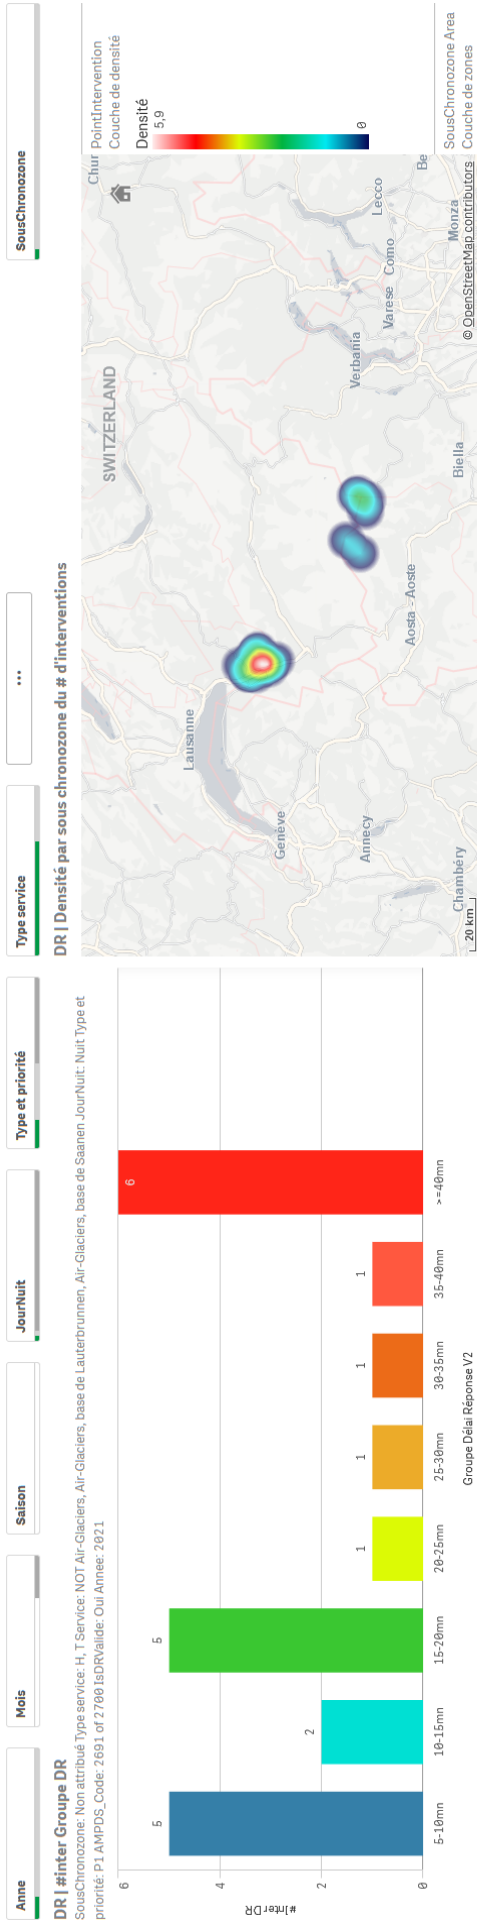 Anne
Mois
Saison
JourNuit
Type et priorité
Type service
...
SousChronozone
DR | #inter Groupe DR
SousChronozone: Non attribué Type service: H, T Service: NOT Air-Glaciers, Air-Glaciers, base de Lauterbrunnen, Air-Glaciers, base de Saanen JourNuit: Nuit Type et
priorité: P1 AMPDS_Code: 2691 of 2700IsDRValide: Oui Annee: 2021
#InterDR
6
4
2
0
5
2
5
1
1
1
1
6
5-10mn
10-15mn
15-20mn
20-25mn
25-30mn
30-35mn
35-40mn
>=40mn
Groupe Délai Réponse V2
DR | Densité par sous chronozone du # d'interventions
Chur
SWITZERLAND
Lausanne
Genève
Annecy
Chambéry
Aosta - Aoste
Biella
Verbania
Varese
Como
Lecco
Monza
Be
20 km
© OpenStreetMap contributors
PointIntervention
Couche de densité
Densité
5,9
0
SousChronozone Area
Couche de zones